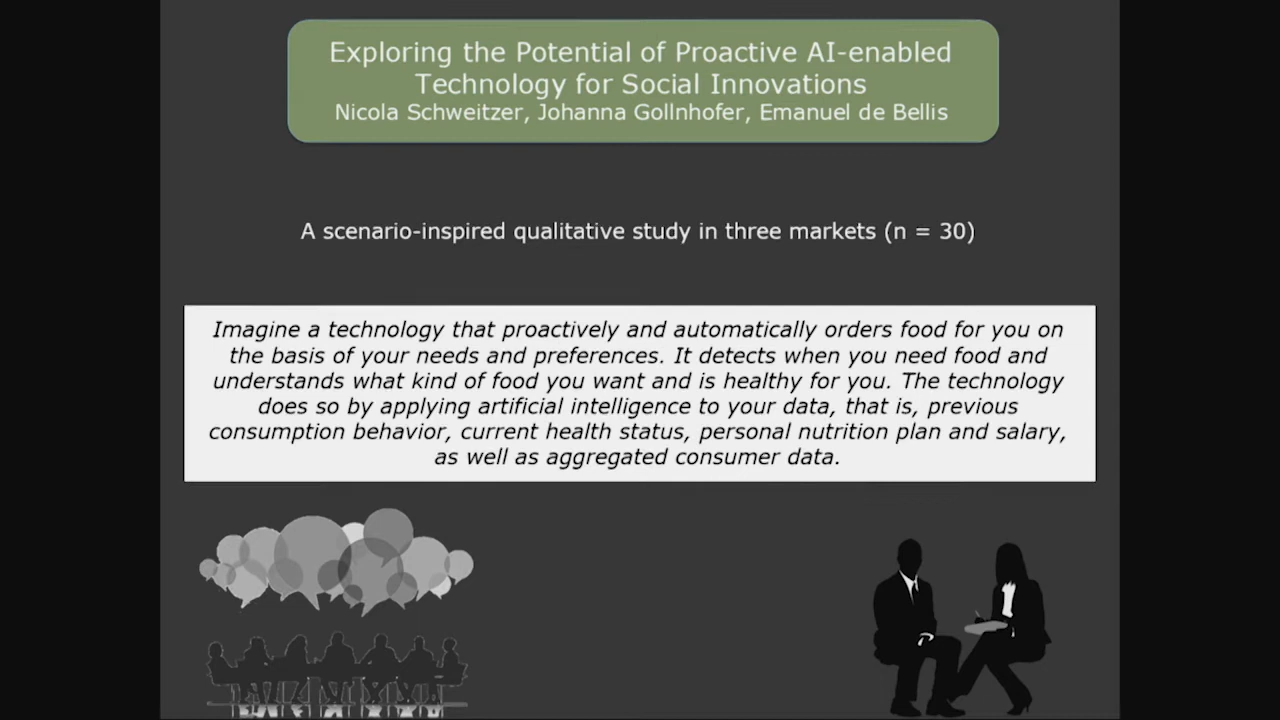 Exploring the Potential of Proactive AI-enabled
Technology for Social Innovations
Nicola Schweitzer, Johanna Gollnhofer, Emanuel de Bellis
A scenario-inspired qualitative study in three markets (n = 30)
Imagine a technology that proactively and automatically orders food for you on
the basis of your needs and preferences. It detects when you need food and
understands what kind of food you want and is healthy for you. The technology
does so by applying artificial intelligence to your data, that is, previous
consumption behavior, current health status, personal nutrition plan and salary,
as well as aggregated consumer data.